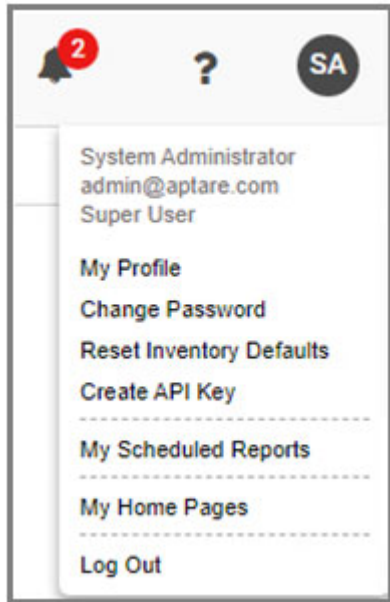 2
?
SA
System Administrator
admin@aptare.com
Super User
My Profile
Change Password
Reset Inventory Defaults
Create API Key
My Scheduled Reports
My Home Pages
Log Out